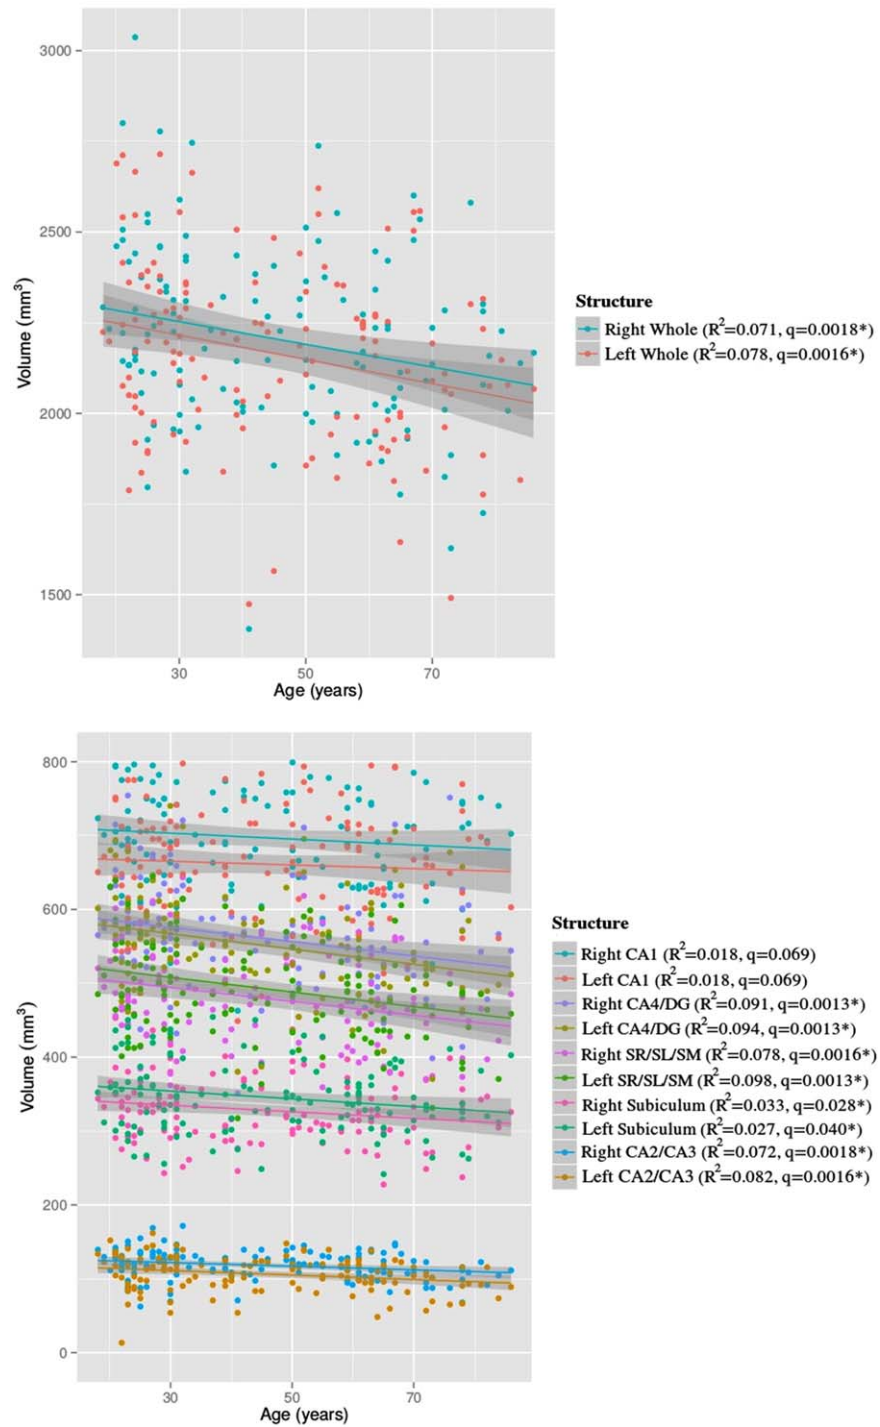 3000
2500
2000
1500
Volume (mm³)
30 50 70
Age (years)
Structure
Right Whole (R²=0.071, q=0.0018*)
Left Whole (R²=0.078, q=0.0016*)
800
600
400
200
0
Volume (mm³)
30 50 70
Age (years)
Structure
Right CA1 (R²=0.018, q=0.069)
Left CA1 (R²=0.018, q=0.069)
Right CA4/DG (R²=0.091, q=0.0013*)
Left CA4/DG (R²=0.094, q=0.0013*)
Right SR/SL/SM (R²=0.078, q=0.0016*)
Left SR/SL/SM (R²=0.098, q=0.0013*)
Right Subiculum (R²=0.033, q=0.028*)
Left Subiculum (R²=0.027, q=0.040*)
Right CA2/CA3 (R²=0.072, q=0.0018*)
Left CA2/CA3 (R²=0.082, q=0.0016*)